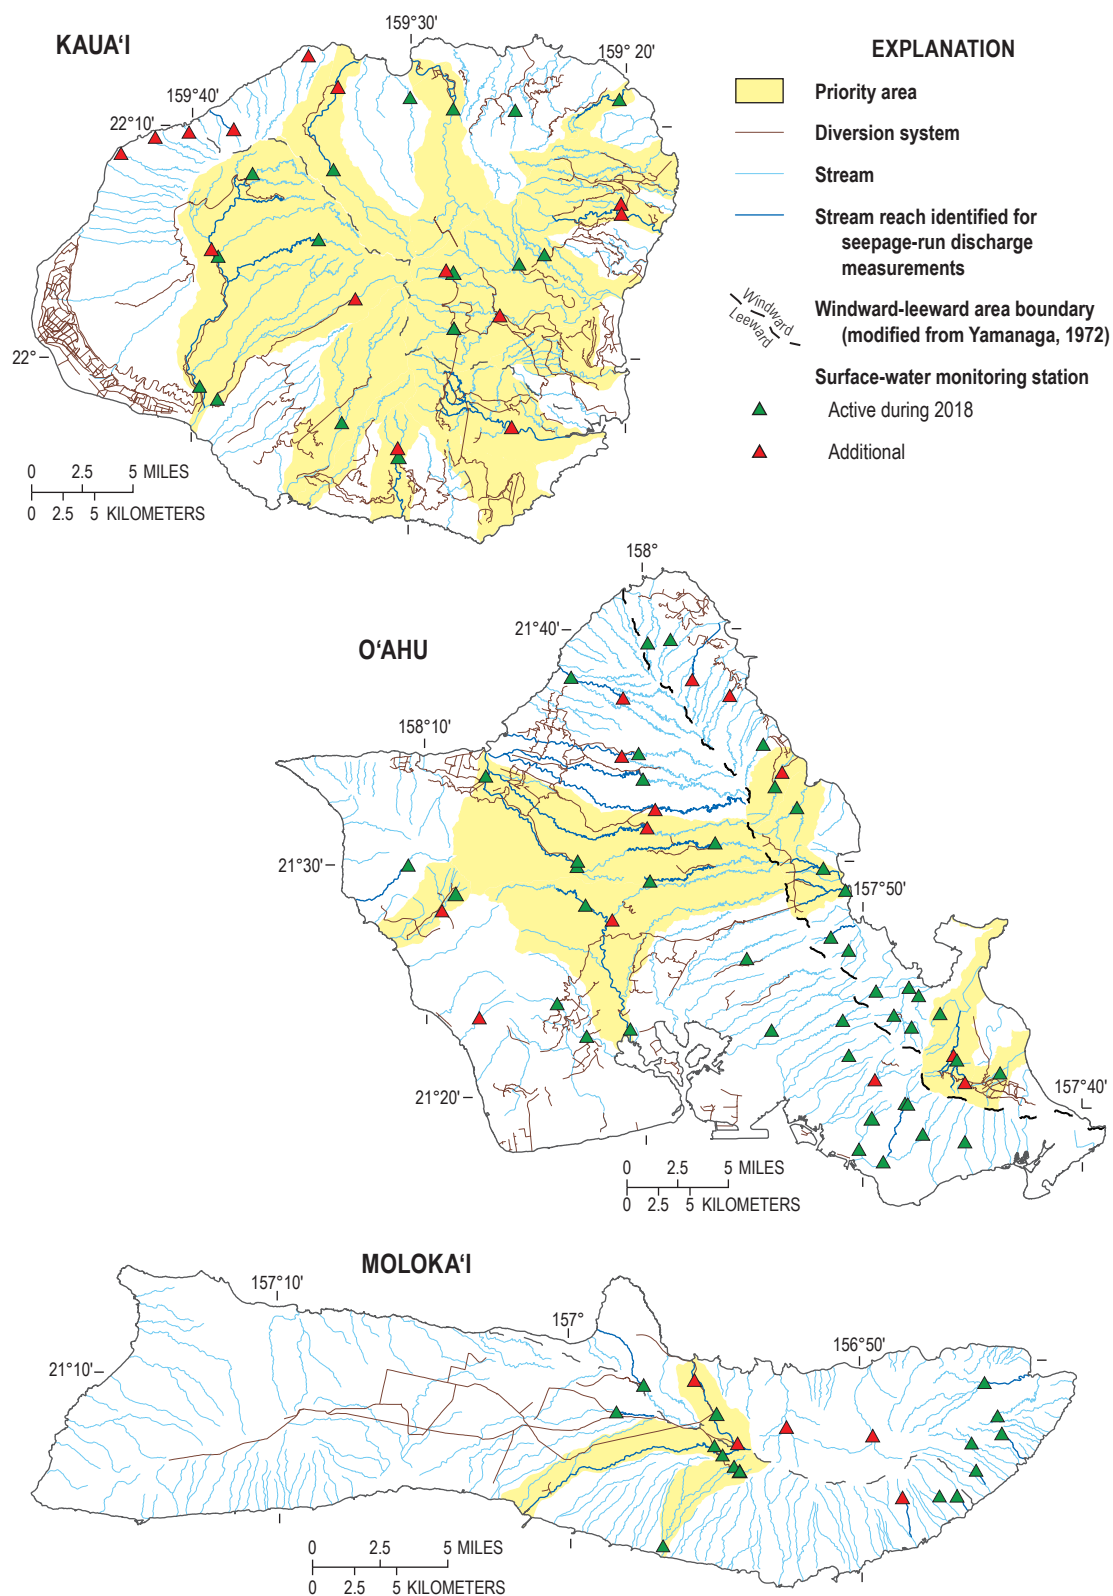 KAUAʻI
159°30'
159° 20'
159°40'
22°10'
22°
0 2.5 5 MILES
0 2.5 5 KILOMETERS
EXPLANATION
Priority area
Diversion system
Stream
Stream reach identified for
seepage-run discharge
measurements
Windward
Leeward
Windward-leeward area boundary
(modified from Yamanaga, 1972)
Surface-water monitoring station
Active during 2018
Additional
OʻAHU
158°
21°40'
158°10'
21°30'
157°50'
21°20'
157°40'
0 2.5 5 MILES
0 2.5 5 KILOMETERS
MOLOKAʻI
157°10'
157°
156°50'
21°10'
0 2.5 5 MILES
0 2.5 5 KILOMETERS